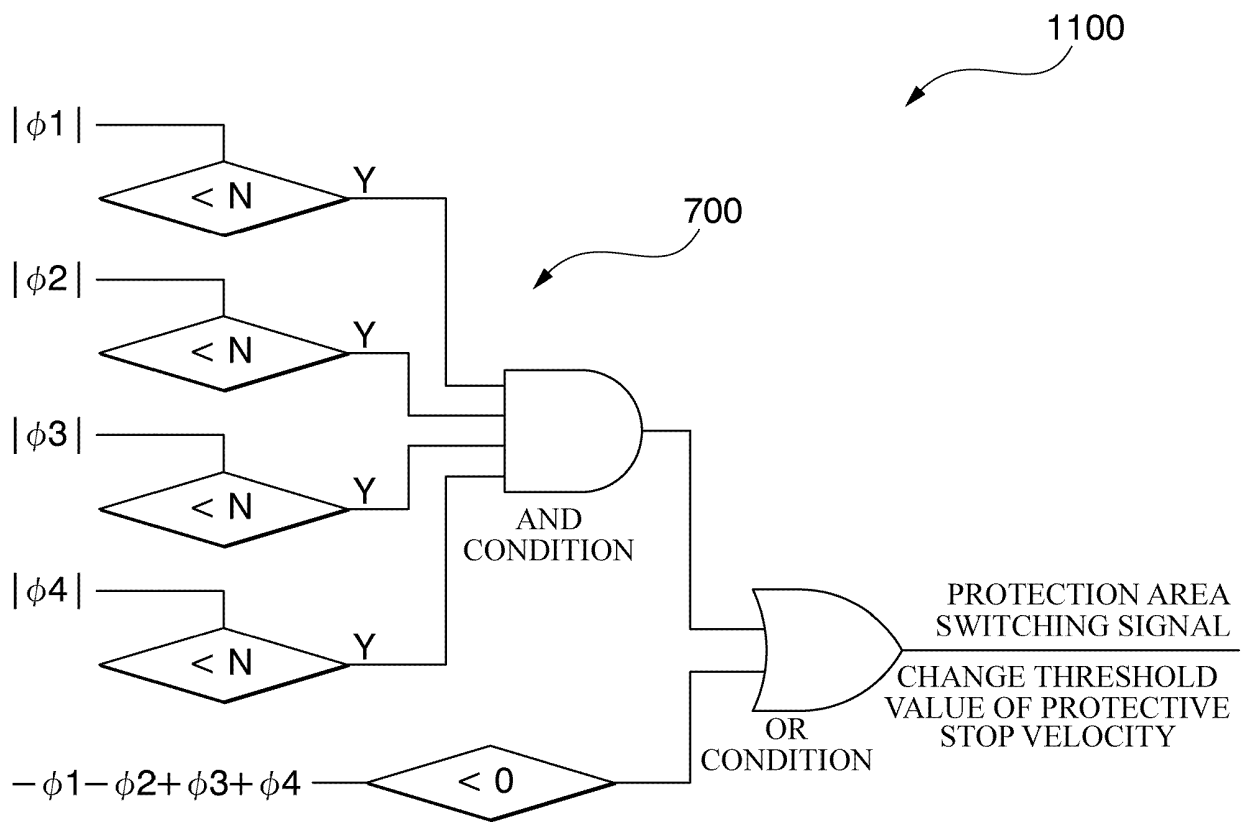 1100
|ϕ1|
< N
Y
700
|ϕ2|
< N
Y
|ϕ3|
< N
Y
AND
CONDITION
|ϕ4|
< N
Y
PROTECTION AREA
SWITCHING SIGNAL
CHANGE THRESHOLD
VALUE OF PROTECTIVE
STOP VELOCITY
OR
CONDITION
−ϕ1−ϕ2+ϕ3+ϕ4
< 0